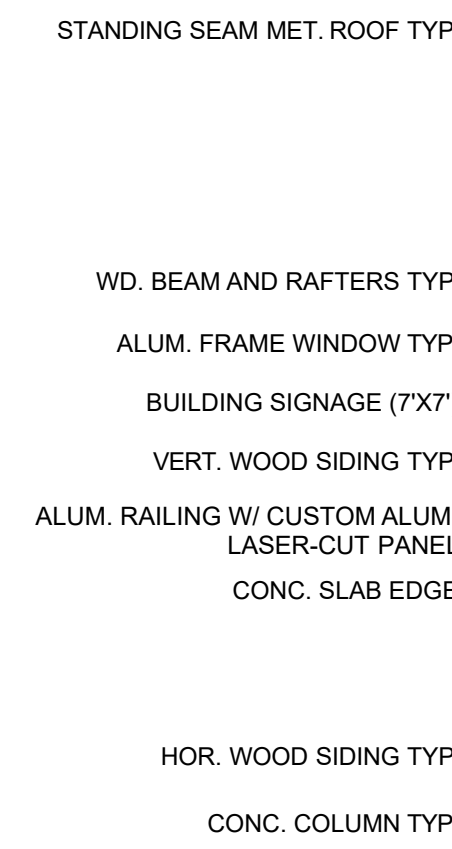 STANDING SEAM MET. ROOF TYP
WD. BEAM AND RAFTERS TYP
ALUM. FRAME WINDOW TYP
BUILDING SIGNAGE (7'X7'
VERT. WOOD SIDING TYP
ALUM. RAILING W/ CUSTOM ALUM
LASER-CUT PANEL
CONC. SLAB EDGE
HOR. WOOD SIDING TYP
CONC. COLUMN TYP